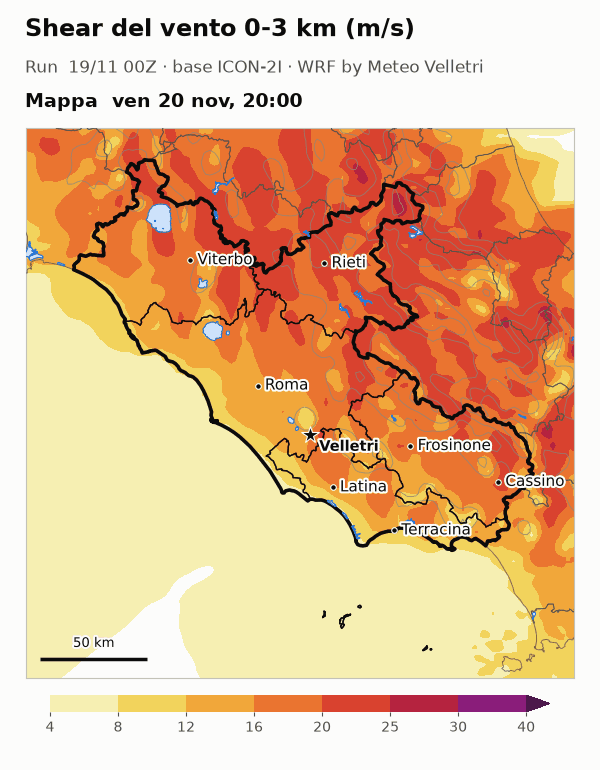 Shear del vento 0-3 km (m/s)
Run  19/11 00Z · base ICON-2I · WRF by Meteo Velletri
Mappa  ven 20 nov, 20:00
Viterbo
Rieti
Roma
Velletri
Frosinone
Cassino
Latina
Terracina
50 km
4 8 12 16 20 25 30 40